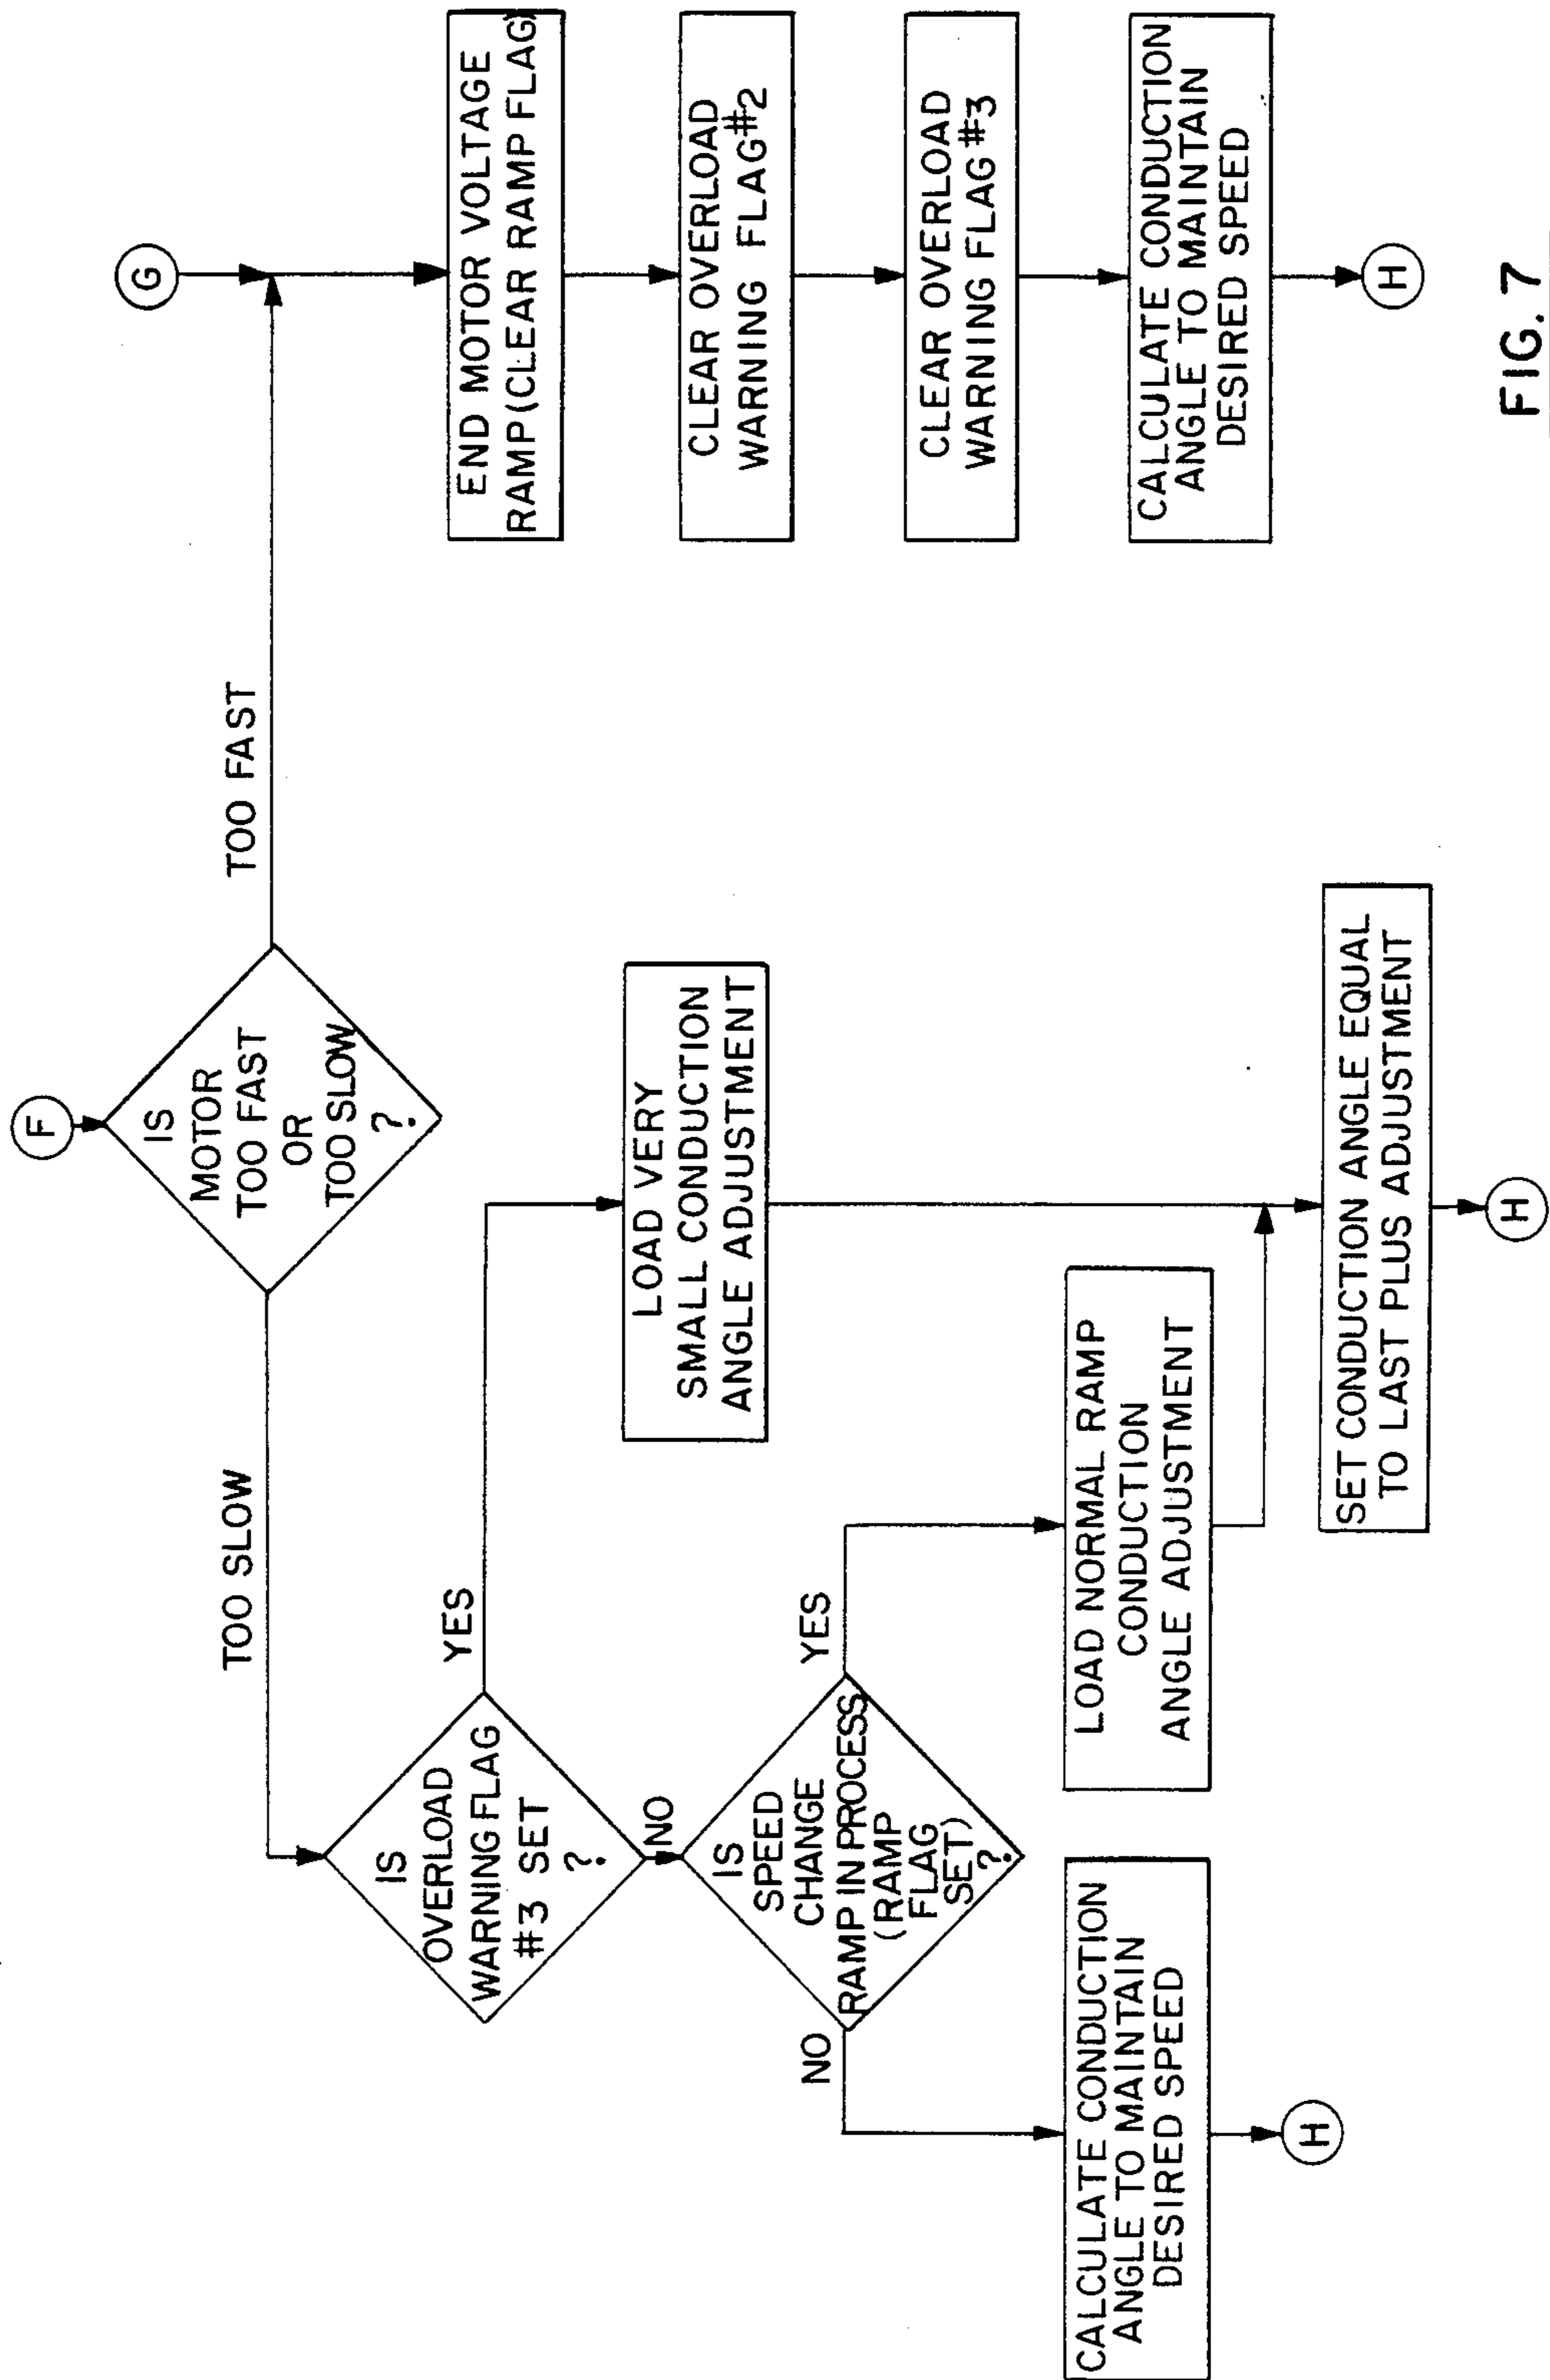 F
IS
MOTOR
TOO FAST
OR
TOO SLOW
?
TOO SLOW
TOO FAST
G
IS
OVERLOAD
WARNING FLAG
#3 SET
?
YES
NO
IS
SPEED
CHANGE
RAMP IN PROCESS
(RAMP
FLAG
SET)
?
NO
YES
CALCULATE CONDUCTION
ANGLE TO MAINTAIN
DESIRED SPEED
H
LOAD NORMAL RAMP
CONDUCTION
ANGLE ADJUSTMENT
LOAD VERY
SMALL CONDUCTION
ANGLE ADJUSTMENT
SET CONDUCTION ANGLE EQUAL
TO LAST PLUS ADJUSTMENT
H
END MOTOR VOLTAGE
RAMP (CLEAR RAMP FLAG)
CLEAR OVERLOAD
WARNING FLAG #2
CLEAR OVERLOAD
WARNING FLAG #3
CALCULATE CONDUCTION
ANGLE TO MAINTAIN
DESIRED SPEED
H
FIG. 7